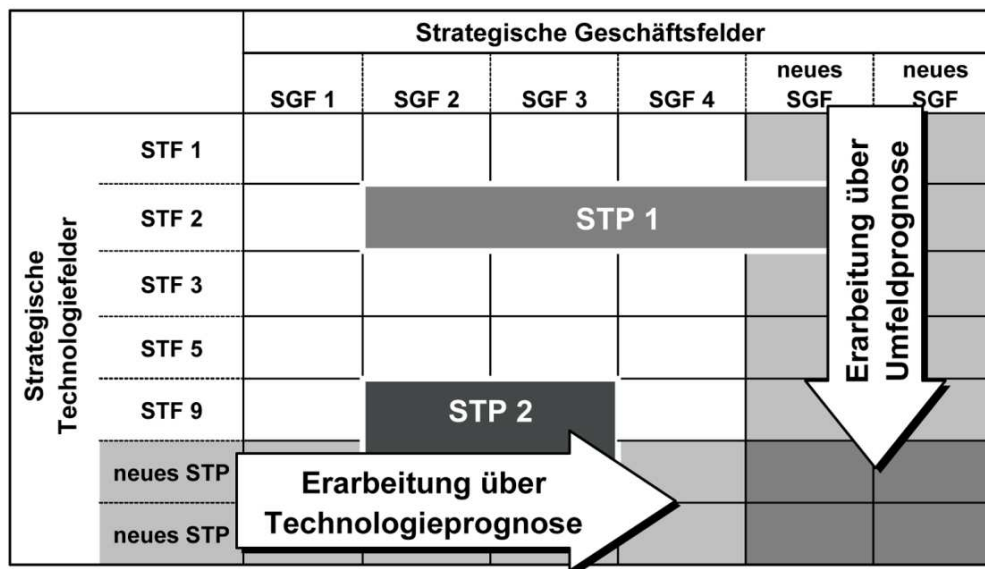 Strategische Geschäftsfelder
SGF 1
SGF 2
SGF 3
SGF 4
neues
SGF
neues
SGF
Strategische
Technologiefelder
STF 1
STF 2
STF 3
STF 5
STF 9
neues STP
neues STP
STP 1
STP 2
Erarbeitung über
Umfeldprognose
Erarbeitung über
Technologieprognose